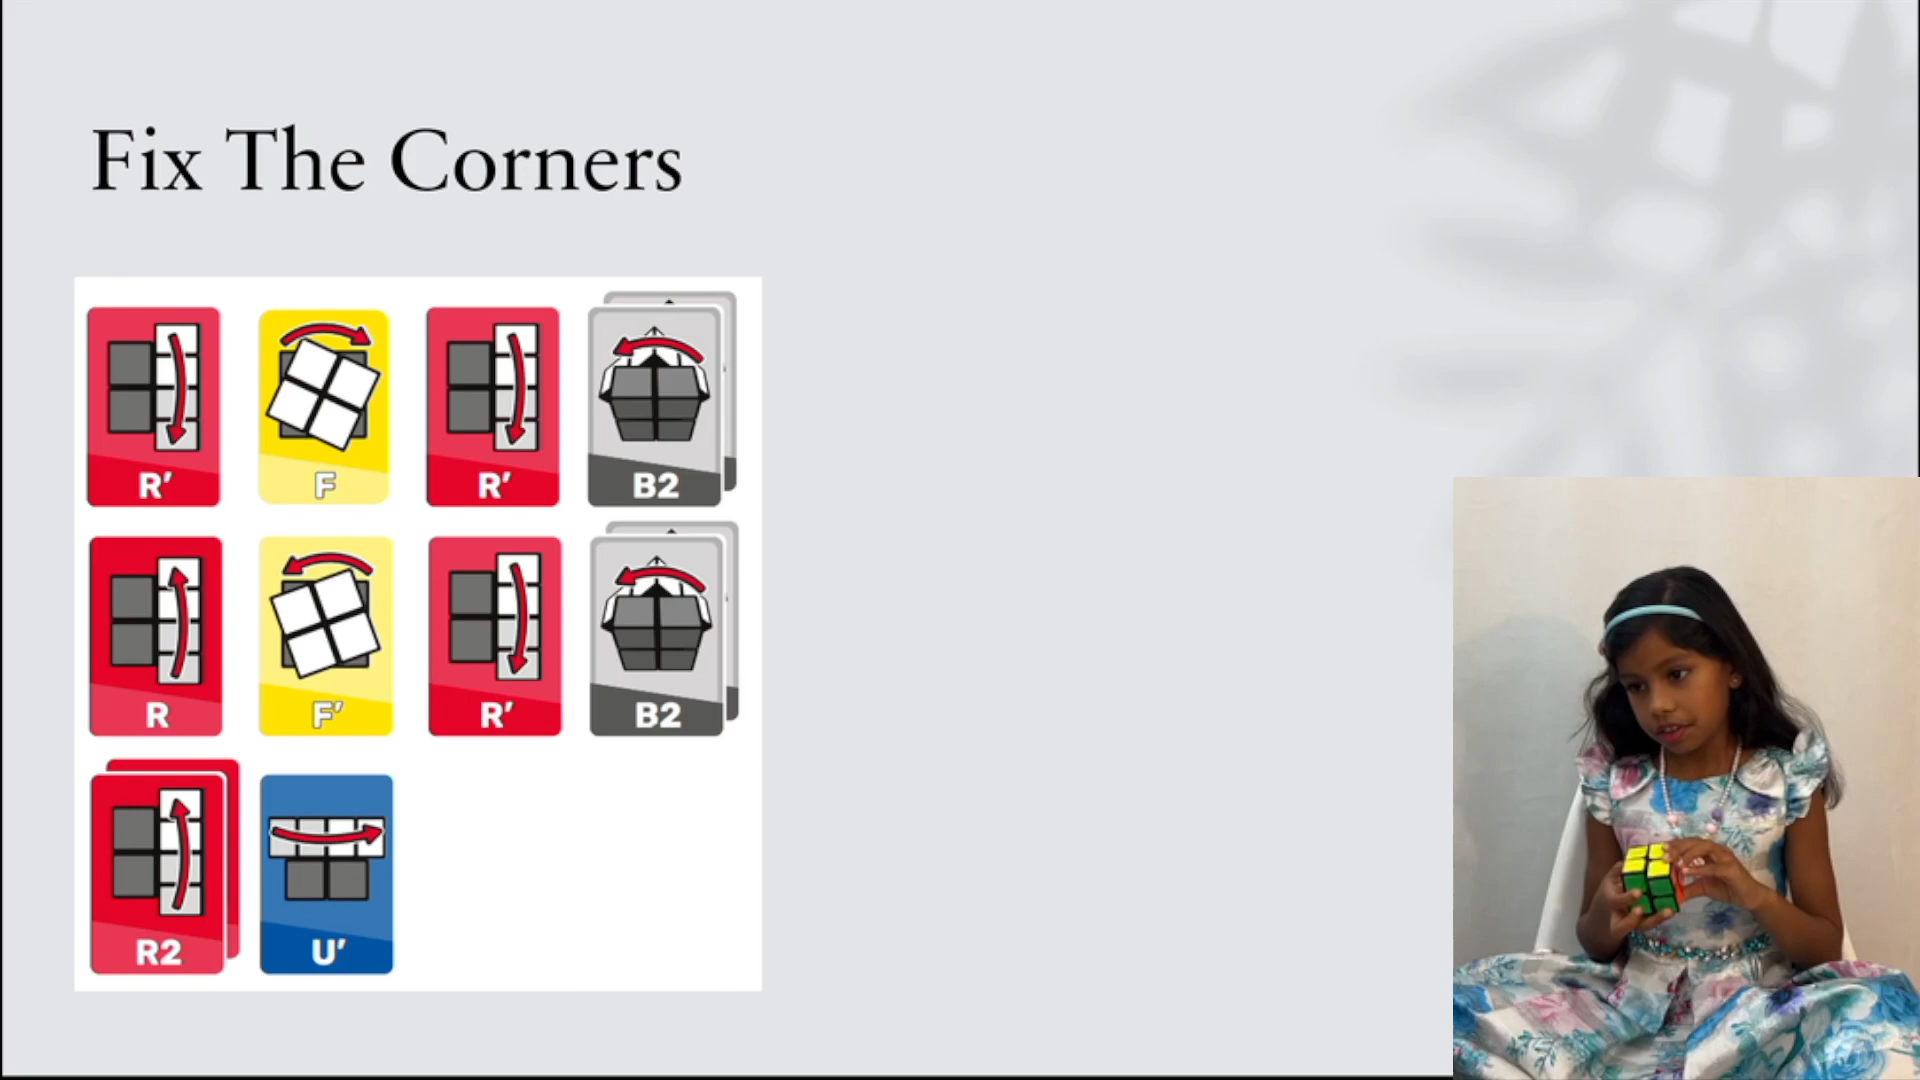 Fix The Corners
R' F R' B2
R F' R' B2
R2 U'